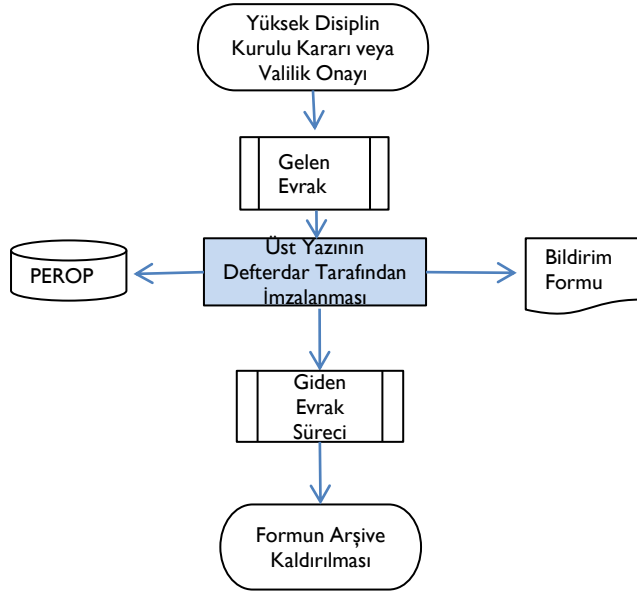 Yüksek Disiplin
Kurulu Kararı veya
Valilik Onayı
Gelen
Evrak
Üst Yazının
Defterdar Tarafından
İmzalanması
PEROP
Bildirim
Formu
Giden
Evrak
Süreci
Formun Arşive
Kaldırılması